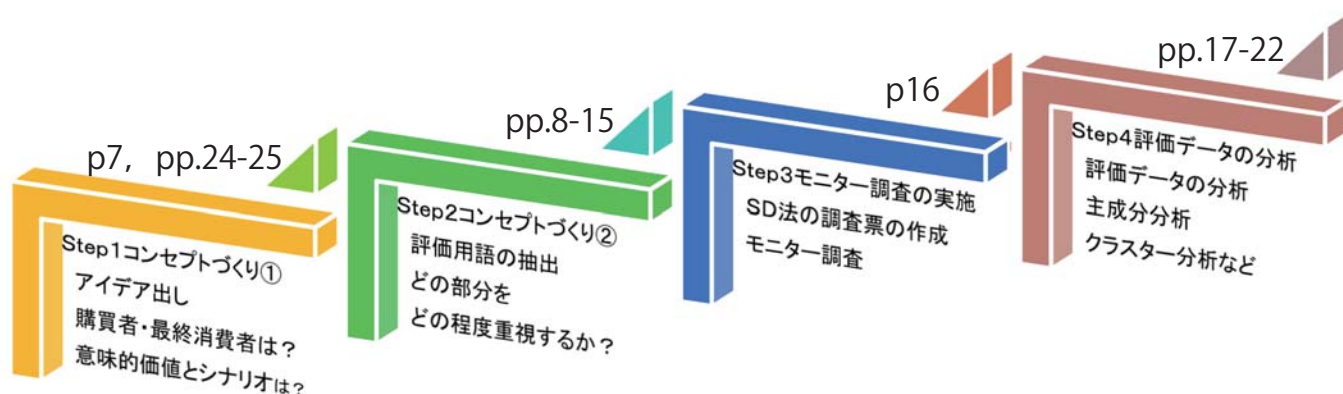 p7, pp.24-25
Step1コンセプトづくり①
アイデア出し
購買者・最終消費者は？
意味的価値とシナリオは？
pp.8-15
Step2コンセプトづくり②
評価用語の抽出
どの部分を
どの程度重視するか？
p16
Step3モニター調査の実施
SD法の調査票の作成
モニター調査
pp.17-22
Step4評価データの分析
評価データの分析
主成分分析
クラスター分析など